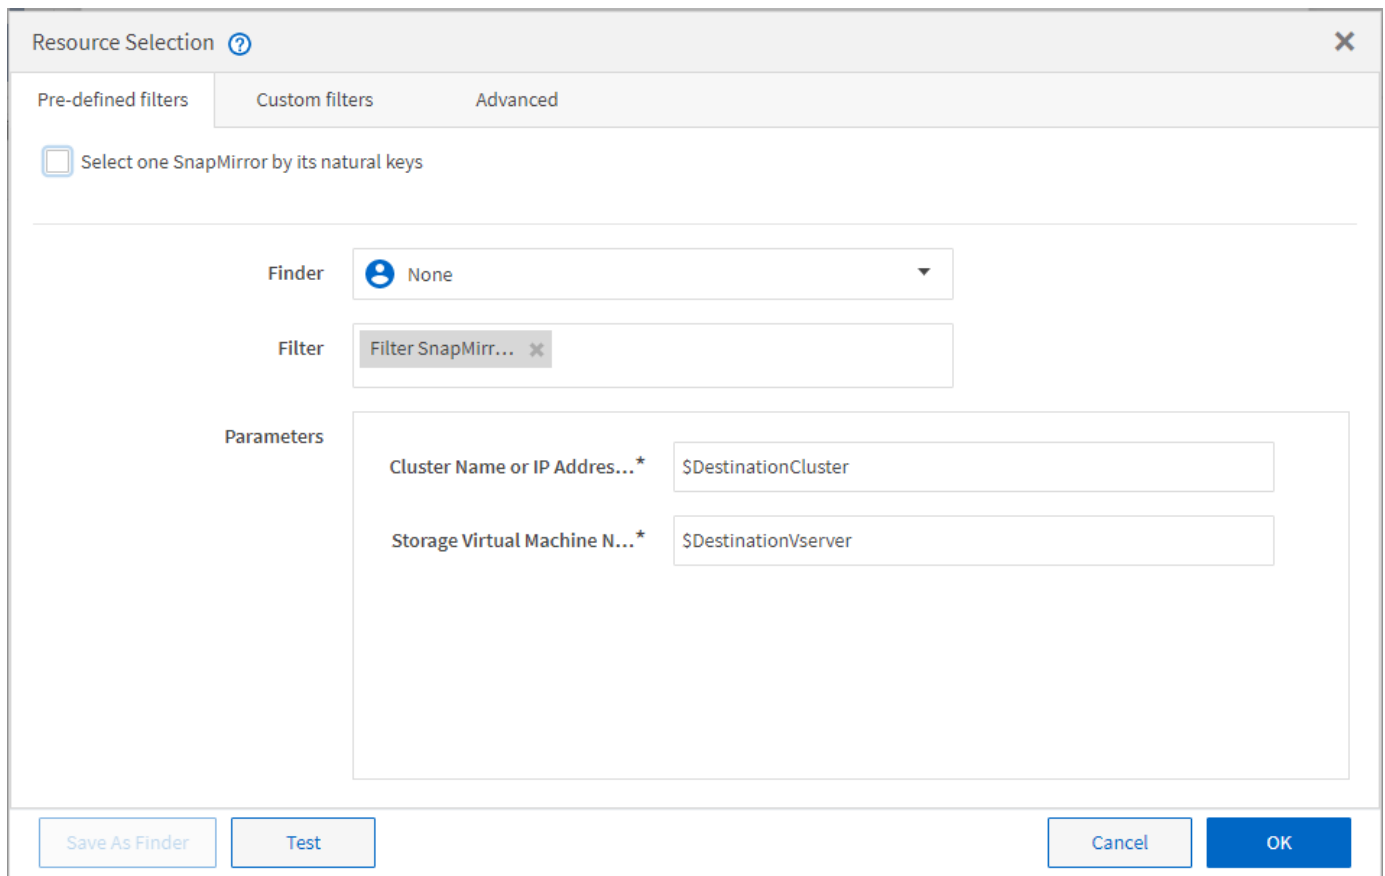 Resource Selection ?
Pre-defined filters Custom filters Advanced
Select one SnapMirror by its natural keys
Finder None
Filter Filter SnapMirr...
Parameters
Cluster Name or IP Addres...* $DestinationCluster
Storage Virtual Machine N...* $DestinationVserver
Save As Finder Test Cancel OK